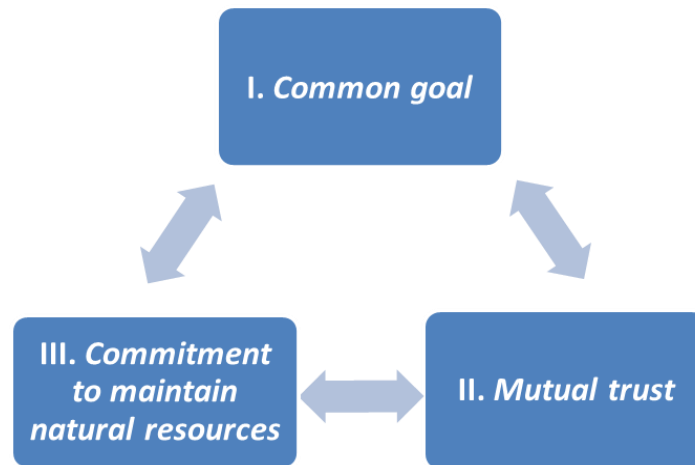 I. Common goal
III. Commitment
to maintain
natural resources
II. Mutual trust